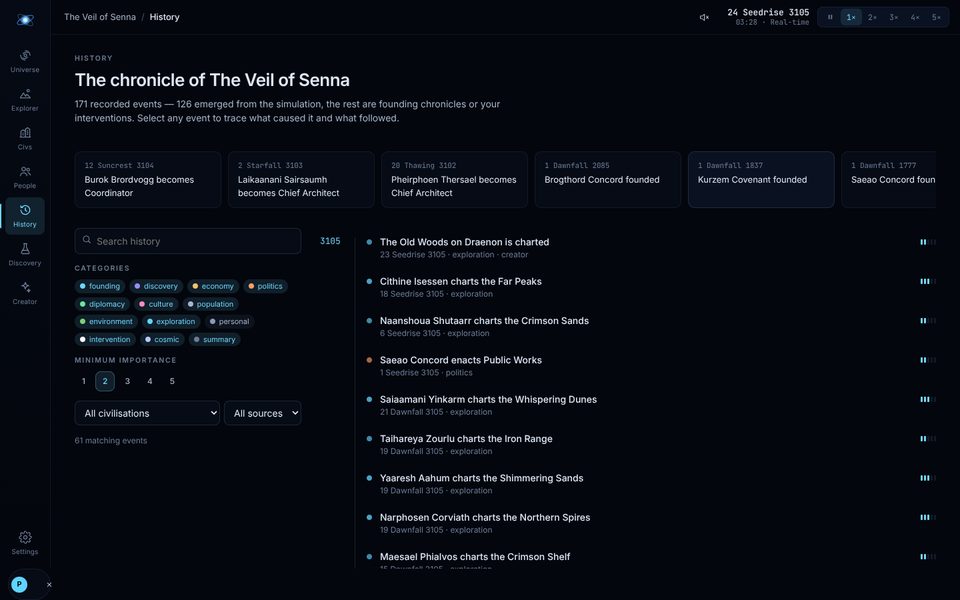 The Veil of Senna / History
24 Seedrise 3105
03:28 · Real-time
1× 2× 3× 4× 5×
Universe
Explorer
Civs
People
History
Discovery
Creator
Settings
P ×
HISTORY
The chronicle of The Veil of Senna
171 recorded events — 126 emerged from the simulation, the rest are founding chronicles or your
interventions. Select any event to trace what caused it and what followed.
12 Suncrest 3104
Burok Brordvogg becomes
Coordinator
2 Starfall 3103
Laikaanani Sairsaumh
becomes Chief Architect
20 Thawing 3102
Pheirphoen Thersael becomes
Chief Architect
1 Dawnfall 2085
Brogthord Concord founded
1 Dawnfall 1837
Kurzem Covenant founded
1 Dawnfall 1777
Saeao Concord foun
Search history
CATEGORIES
founding discovery economy politics
diplomacy culture population
environment exploration personal
intervention cosmic summary
MINIMUM IMPORTANCE
1 2 3 4 5
All civilisations All sources
61 matching events
3105
The Old Woods on Draenon is charted
23 Seedrise 3105 · exploration · creator
Cithine Isessen charts the Far Peaks
18 Seedrise 3105 · exploration
Naanshoua Shutaarr charts the Crimson Sands
6 Seedrise 3105 · exploration
Saeao Concord enacts Public Works
1 Seedrise 3105 · politics
Saiaamani Yinkarm charts the Whispering Dunes
21 Dawnfall 3105 · exploration
Taihareya Zourlu charts the Iron Range
19 Dawnfall 3105 · exploration
Yaaresh Aahum charts the Shimmering Sands
19 Dawnfall 3105 · exploration
Narphosen Corviath charts the Northern Spires
19 Dawnfall 3105 · exploration
Maesael Phialvos charts the Crimson Shelf
15 Dawnfall 3105 · exploration